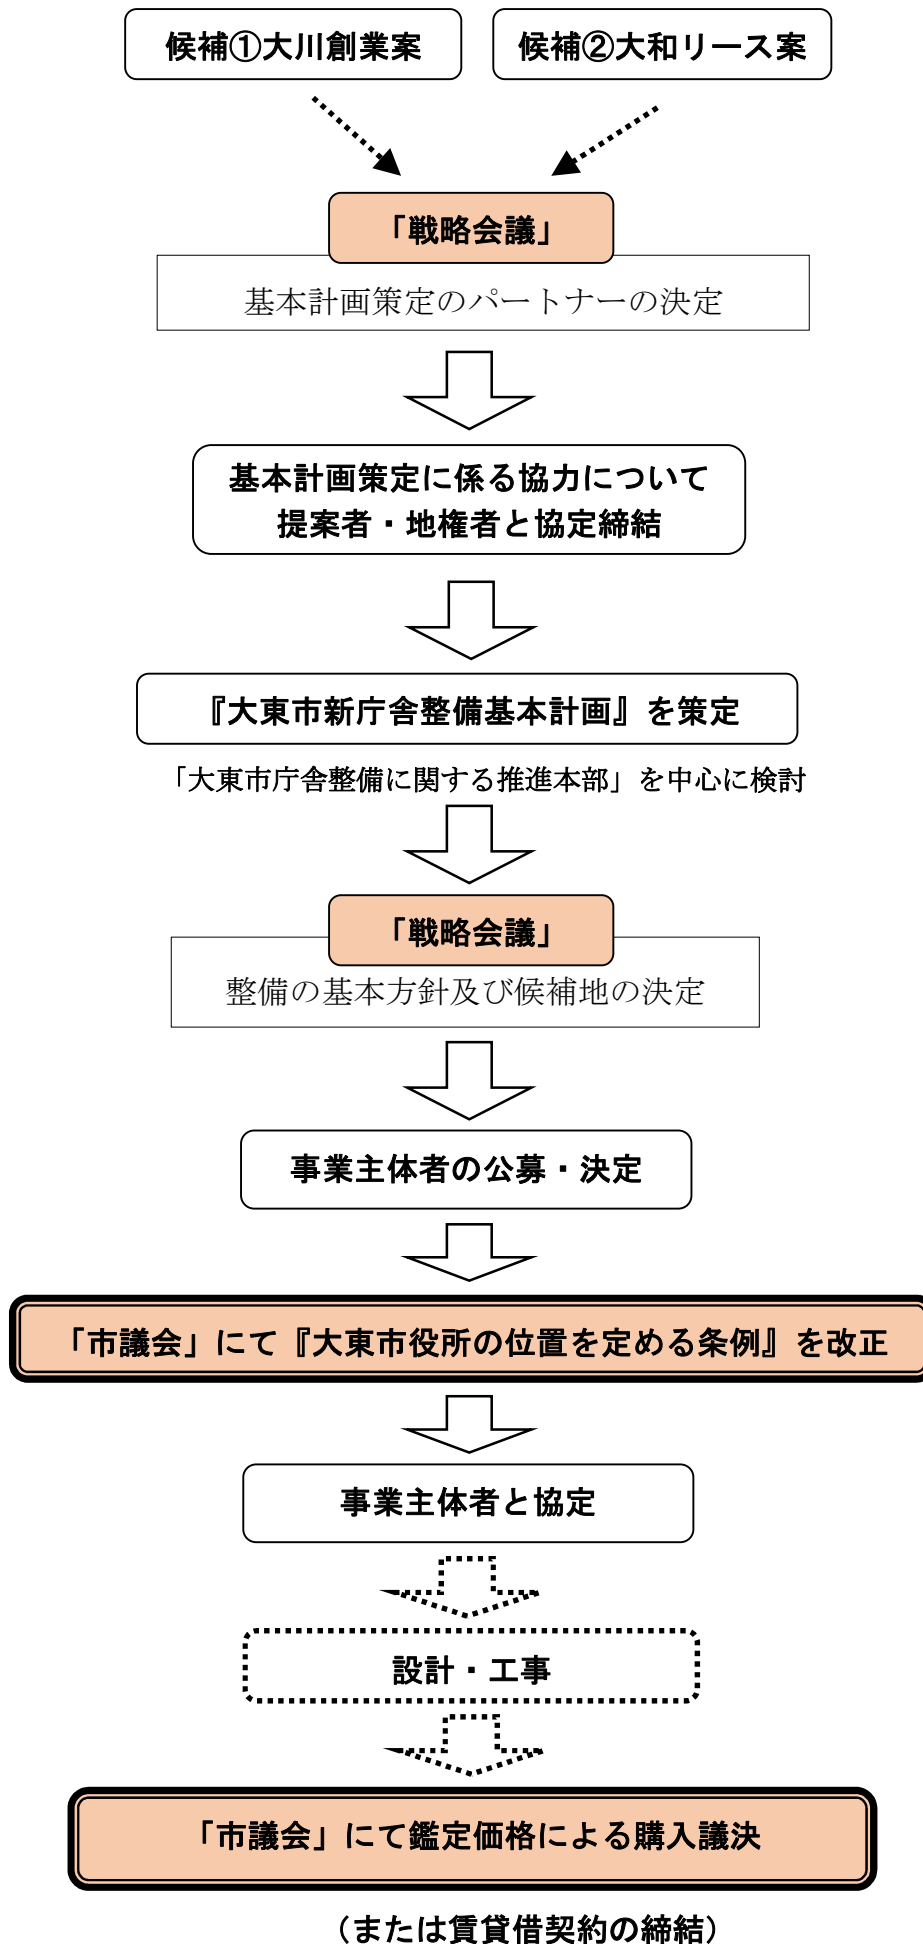 候補①大川創業案
候補②大和リース案
「戦略会議」
基本計画策定のパートナーの決定
基本計画策定に係る協力について
提案者・地権者と協定締結
『大東市新庁舎整備基本計画』を策定
「大東市庁舎整備に関する推進本部」を中心に検討
「戦略会議」
整備の基本方針及び候補地の決定
事業主体者の公募・決定
「市議会」にて『大東市役所の位置を定める条例』を改正
事業主体者と協定
設計・工事
「市議会」にて鑑定価格による購入議決
（または賃貸借契約の締結）